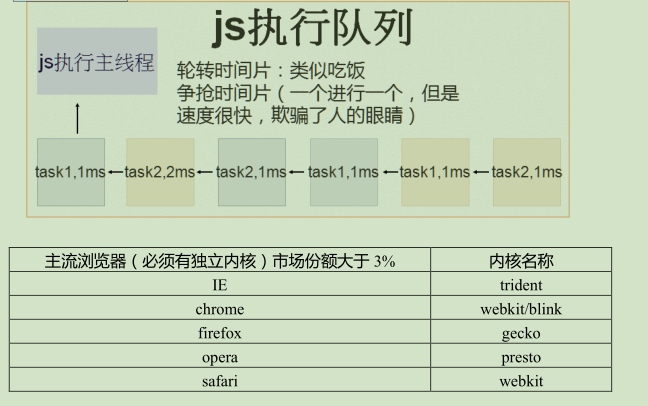 js执行队列
js执行主线程
轮转时间片：类似吃饭
争抢时间片（一个进行一个，但是
速度很快，欺骗了人的眼睛）
task1,1ms
task2,2ms
task2,1ms
task1,1ms
task1,1ms
task2,1ms
主流浏览器（必须有独立内核）市场份额大于 3% 内核名称
IE trident
chrome webkit/blink
firefox gecko
opera presto
safari webkit